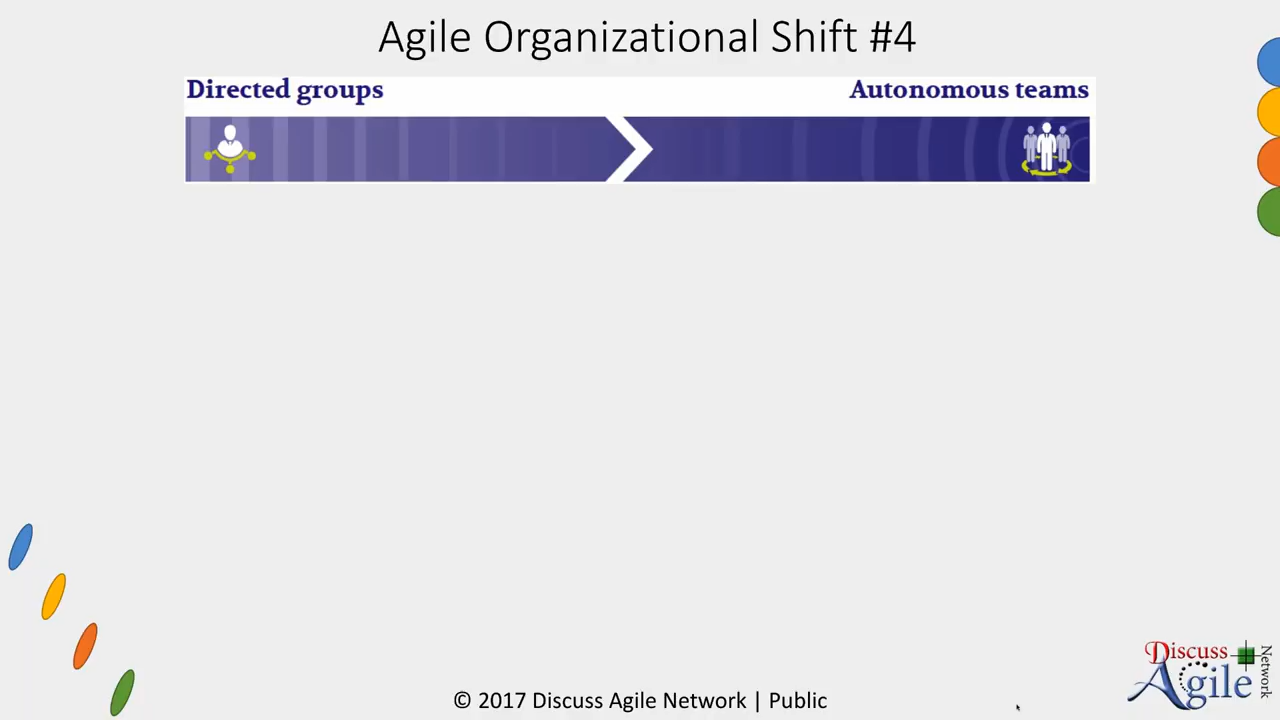 Agile Organizational Shift #4
Directed groups
Autonomous teams
Discuss
Agile
Network
© 2017 Discuss Agile Network | Public